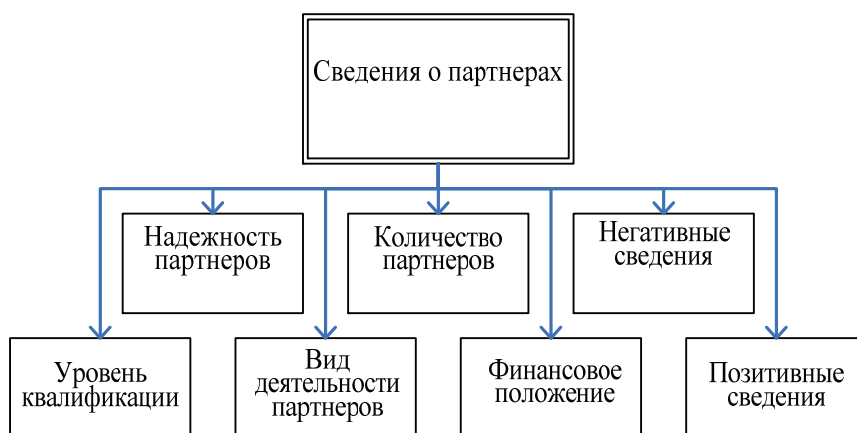 Сведения о партнерах
Надежность
партнеров
Количество
партнеров
Негативные
сведения
Уровень
квалификации
Вид
деятельности
партнеров
Финансовое
положение
Позитивные
сведения